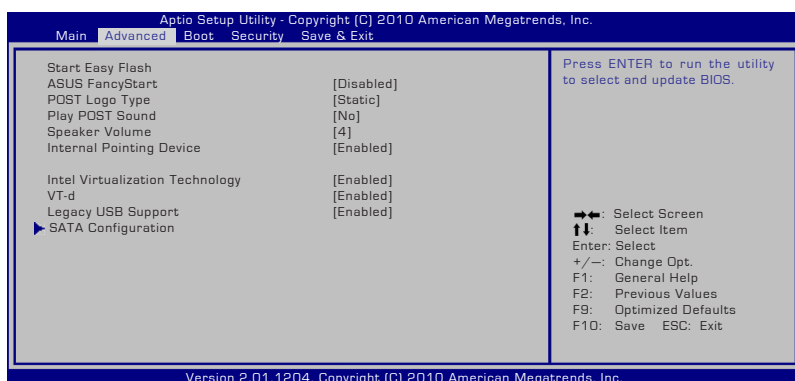 Aptio Setup Utility - Copyright (C) 2010 American Megatrends, Inc.
Main Advanced Boot Security Save & Exit
Start Easy Flash
ASUS FancyStart [Disabled]
POST Logo Type [Static]
Play POST Sound [No]
Speaker Volume [4]
Internal Pointing Device [Enabled]
Intel Virtualization Technology [Enabled]
VT-d [Enabled]
Legacy USB Support [Enabled]
SATA Configuration
Press ENTER to run the utility
to select and update BIOS.
→←: Select Screen
↑↓: Select Item
Enter: Select
+/—: Change Opt.
F1: General Help
F2: Previous Values
F9: Optimized Defaults
F10: Save ESC: Exit
Version 2.01.1204. Copyright (C) 2010 American Megatrends, Inc.